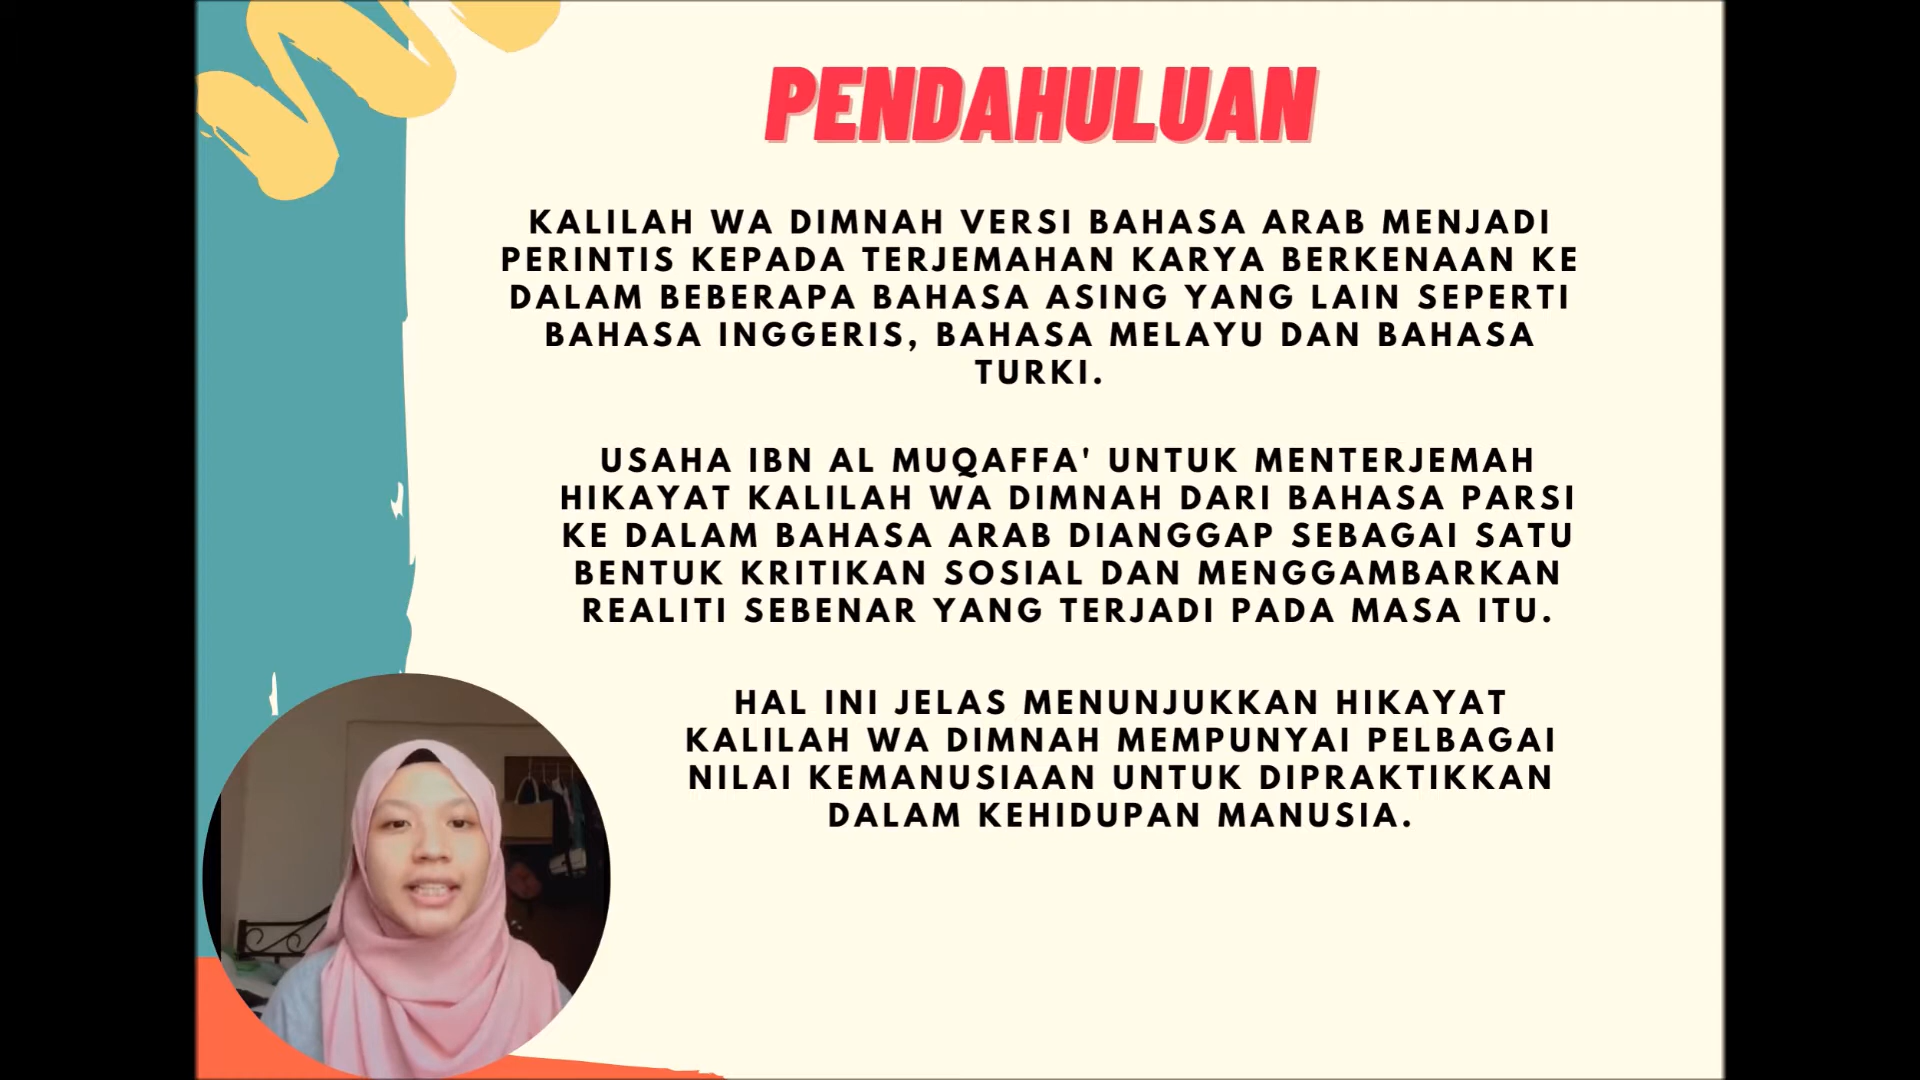 PENDAHULUAN
KALILAH WA DIMNAH VERSI BAHASA ARAB MENJADI
PERINTIS KEPADA TERJEMAHAN KARYA BERKENAAN KE
DALAM BEBERAPA BAHASA ASING YANG LAIN SEPERTI
BAHASA INGGERIS, BAHASA MELAYU DAN BAHASA
TURKI.
USAHA IBN AL MUQAFFA' UNTUK MENTERJEMAH
HIKAYAT KALILAH WA DIMNAH DARI BAHASA PARSI
KE DALAM BAHASA ARAB DIANGGAP SEBAGAI SATU
BENTUK KRITIKAN SOSIAL DAN MENGGAMBARKAN
REALITI SEBENAR YANG TERJADI PADA MASA ITU.
HAL INI JELAS MENUNJUKKAN HIKAYAT
KALILAH WA DIMNAH MEMPUNYAI PELBAGAI
NILAI KEMANUSIAAN UNTUK DIPRAKTIKKAN
DALAM KEHIDUPAN MANUSIA.